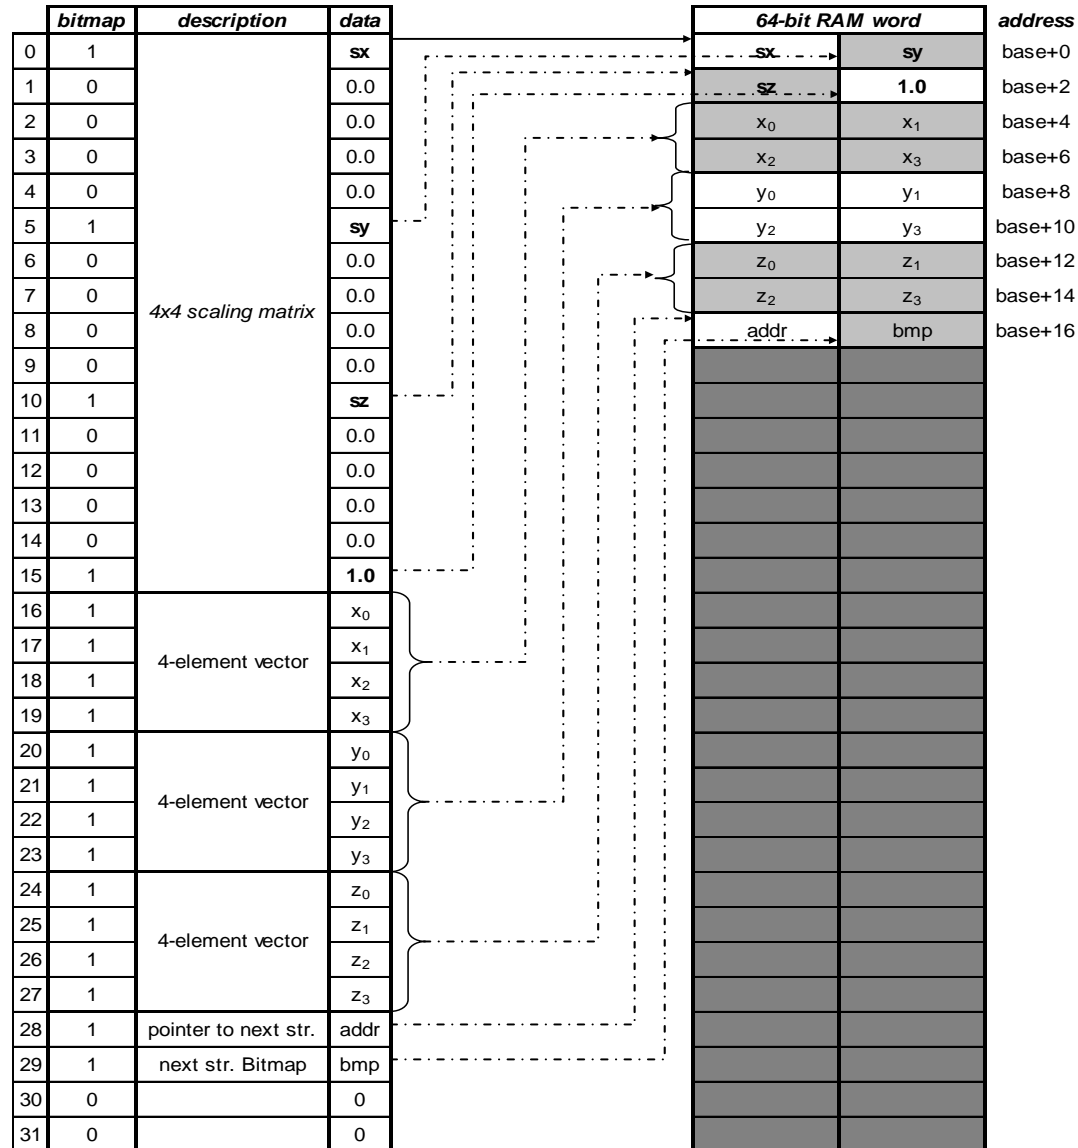 bitmap description data 64-bit RAM word address
0 1 sx sx sy base+0
1 0 0.0 sz 1.0 base+2
2 0 0.0 x₀ x₁ base+4
3 0 0.0 x₂ x₃ base+6
4 0 0.0 y₀ y₁ base+8
5 1 sy y₂ y₃ base+10
6 0 0.0 z₀ z₁ base+12
7 0 0.0 z₂ z₃ base+14
4x4 scaling matrix
8 0 0.0 addr bmp base+16
9 0 0.0
10 1 sz
11 0 0.0
12 0 0.0
13 0 0.0
14 0 0.0
15 1 1.0
16 1 x₀
17 1 x₁
4-element vector
18 1 x₂
19 1 x₃
20 1 y₀
21 1 y₁
4-element vector
22 1 y₂
23 1 y₃
24 1 z₀
25 1 z₁
4-element vector
26 1 z₂
27 1 z₃
28 1 pointer to next str. addr
29 1 next str. Bitmap bmp
30 0 0
31 0 0